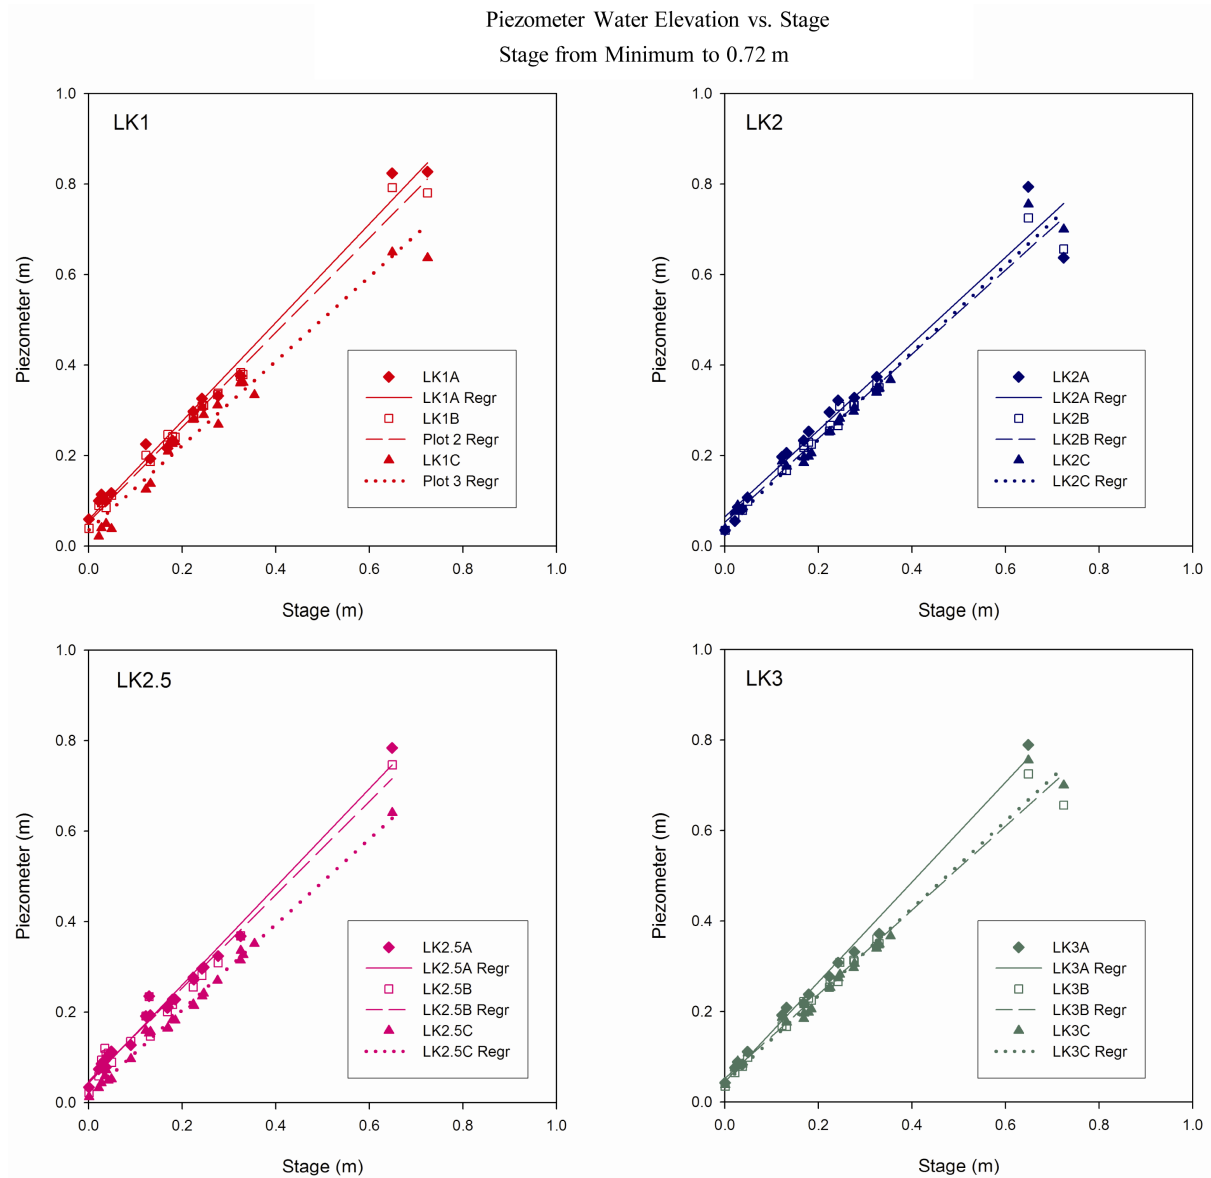 Piezometer Water Elevation vs. Stage
Stage from Minimum to 0.72 m
LK1
Piezometer (m)
1.0
0.8
0.6
0.4
0.2
0.0
LK1A
LK1A Regr
LK1B
Plot 2 Regr
LK1C
Plot 3 Regr
0.0 0.2 0.4 0.6 0.8 1.0
Stage (m)
LK2
Piezometer (m)
1.0
0.8
0.6
0.4
0.2
0.0
LK2A
LK2A Regr
LK2B
LK2B Regr
LK2C
LK2C Regr
0.0 0.2 0.4 0.6 0.8 1.0
Stage (m)
LK2.5
Piezometer (m)
1.0
0.8
0.6
0.4
0.2
0.0
LK2.5A
LK2.5A Regr
LK2.5B
LK2.5B Regr
LK2.5C
LK2.5C Regr
0.0 0.2 0.4 0.6 0.8 1.0
Stage (m)
LK3
Piezometer (m)
1.0
0.8
0.6
0.4
0.2
0.0
LK3A
LK3A Regr
LK3B
LK3B Regr
LK3C
LK3C Regr
0.0 0.2 0.4 0.6 0.8 1.0
Stage (m)